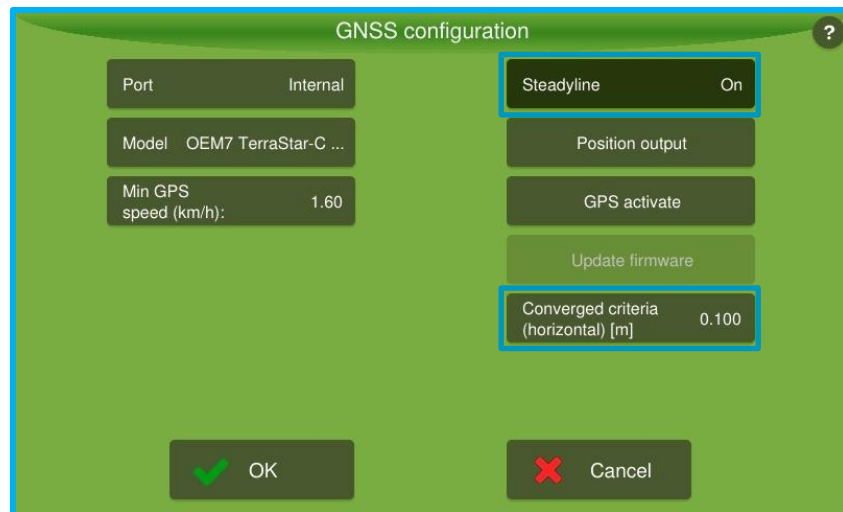 GNSS configuration
?
Port Internal
Steadyline On
Model OEM7 TerraStar-C ...
Position output
Min GPS
speed (km/h): 1.60
GPS activate
Update firmware
Converged criteria
(horizontal) [m] 0.100
OK
Cancel